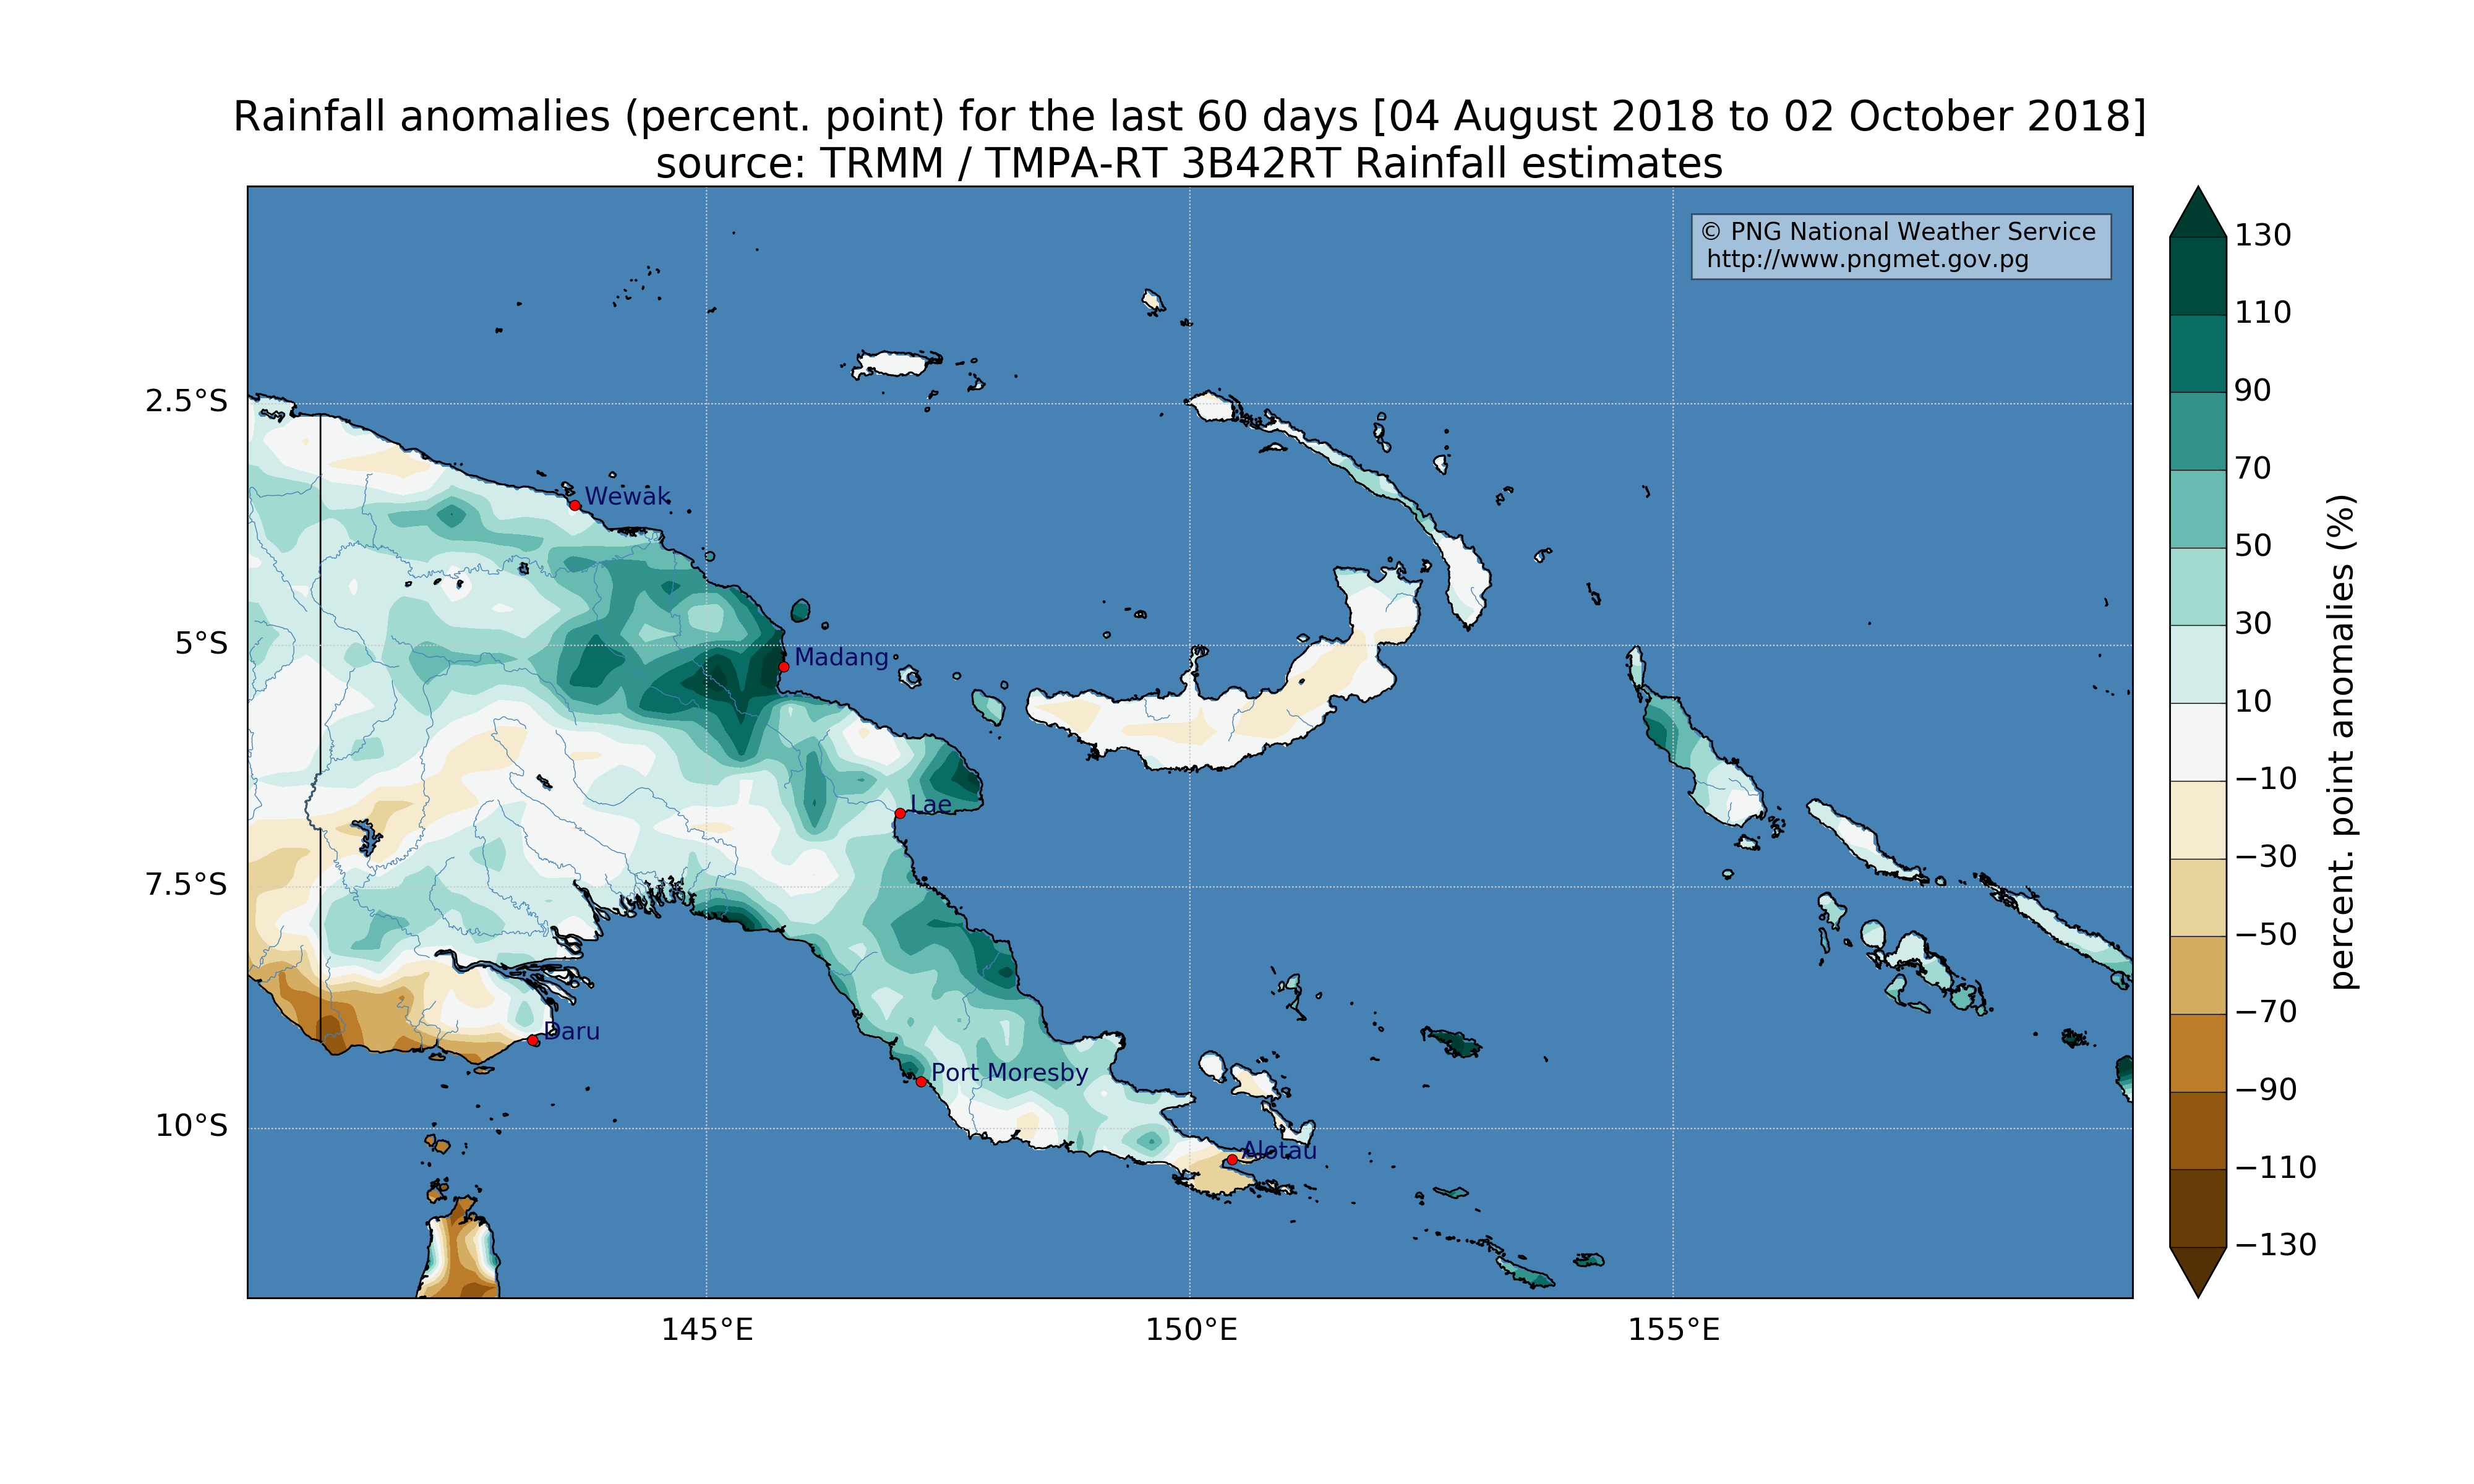 Rainfall anomalies (percent. point) for the last 60 days [04 August 2018 to 02 October 2018]
source: TRMM / TMPA-RT 3B42RT Rainfall estimates
© PNG National Weather Service
http://www.pngmet.gov.pg
2.5°S
5°S
7.5°S
10°S
145°E
150°E
155°E
Wewak
Madang
Lae
Daru
Port Moresby
Alotau
130
110
90
70
50
30
10
−10
−30
−50
−70
−90
−110
−130
percent. point anomalies (%)